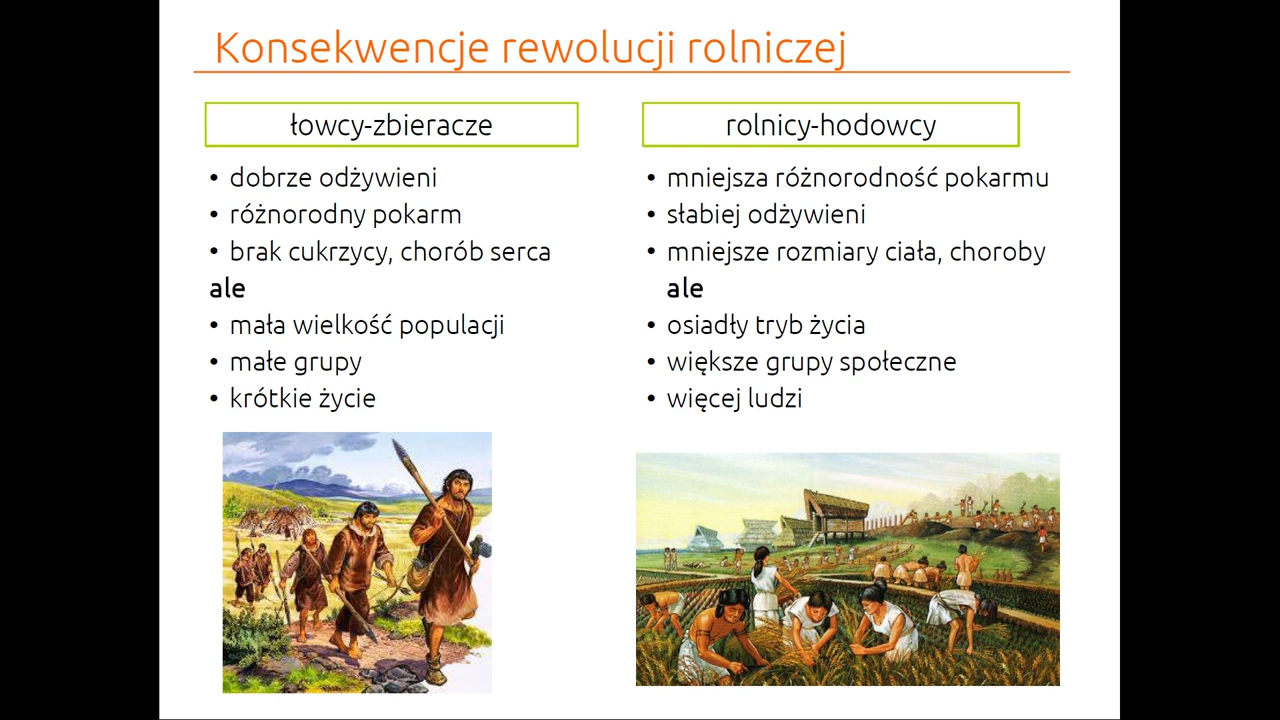 Konsekwencje rewolucji rolniczej
łowcy-zbieracze
• dobrze odżywieni
• różnorodny pokarm
• brak cukrzycy, chorób serca
ale
• mała wielkość populacji
• małe grupy
• krótkie życie
rolnicy-hodowcy
• mniejsza różnorodność pokarmu
• słabiej odżywieni
• mniejsze rozmiary ciała, choroby
ale
• osiadły tryb życia
• większe grupy społeczne
• więcej ludzi